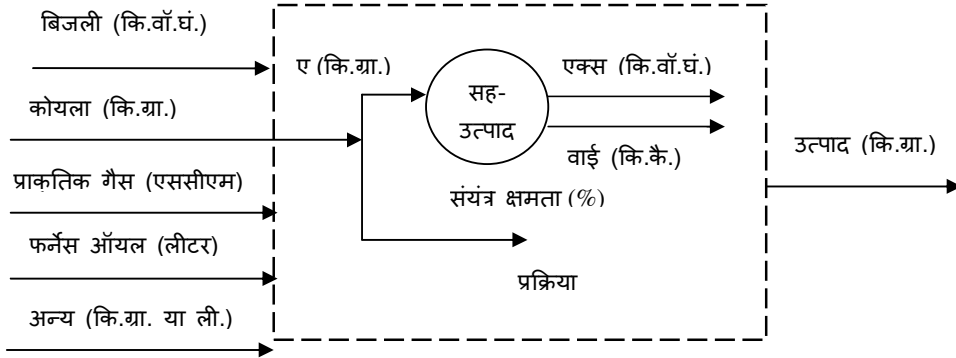 बिजली (कि.वॉ.घं.)
ए (कि.ग्रा.)
एक्स (कि.वॉ.घं.)
सह-
उत्पाद
कोयला (कि.ग्रा.)
वाई (कि.कै.)
उत्पाद (कि.ग्रा.)
प्राकृतिक गैस (एससीएम)
संयंत्र क्षमता (%)
फर्नेस ऑयल (लीटर)
प्रक्रिया
अन्य (कि.ग्रा. या ली.)